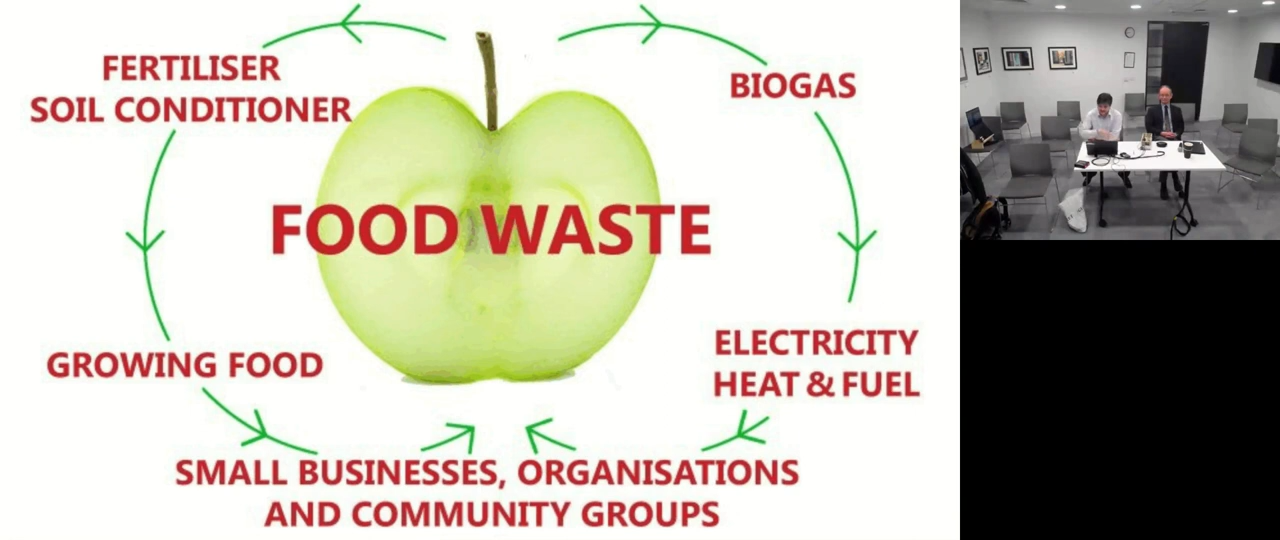 FERTILISER
SOIL CONDITIONER
BIOGAS
FOOD WASTE
GROWING FOOD
ELECTRICITY
HEAT & FUEL
SMALL BUSINESSES, ORGANISATIONS
AND COMMUNITY GROUPS